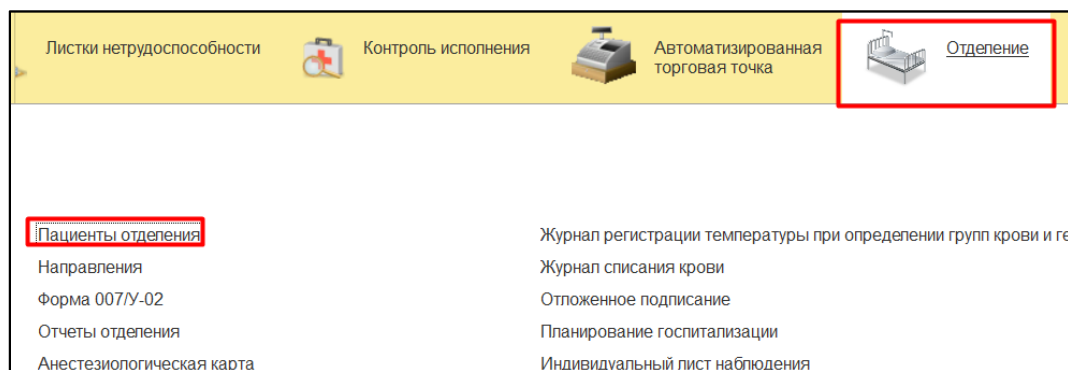 Листки нетрудоспособности
Контроль исполнения
Автоматизированная
торговая точка
Отделение
Пациенты отделения
Направления
Форма 007/У-02
Отчеты отделения
Анестезиологическая карта
Журнал регистрации температуры при определении групп крови и ге
Журнал списания крови
Отложенное подписание
Планирование госпитализации
Индивидуальный лист наблюдения